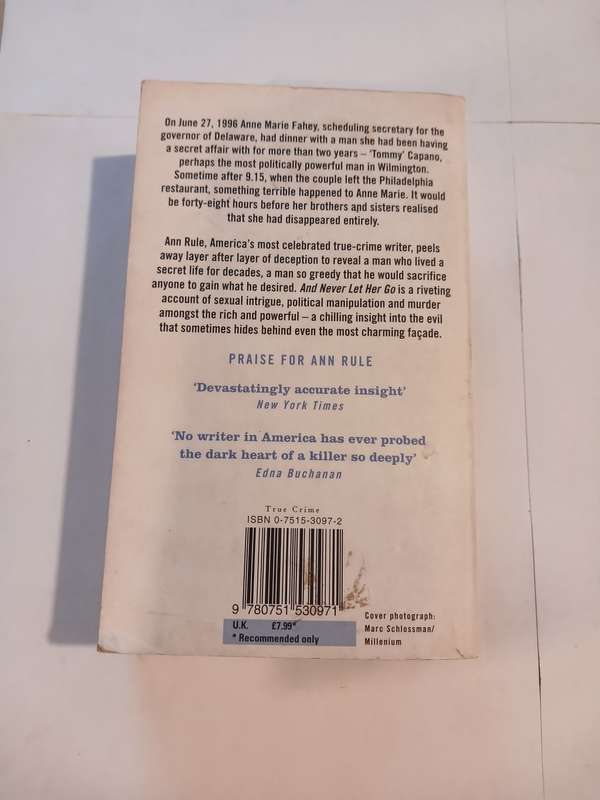 On June 27, 1996 Anne Marie Fahey, scheduling secretary for the
governor of Delaware, had dinner with a man she had been having
a secret affair with for more than two years – 'Tommy' Capano,
perhaps the most politically powerful man in Wilmington.
Sometime after 9.15, when the couple left the Philadelphia
restaurant, something terrible happened to Anne Marie. It would
be forty-eight hours before her brothers and sisters realised
that she had disappeared entirely.
Ann Rule, America's most celebrated true-crime writer, peels
away layer after layer of deception to reveal a man who lived a
secret life for decades, a man so greedy that he would sacrifice
anyone to gain what he desired. And Never Let Her Go is a riveting
account of sexual intrigue, political manipulation and murder
amongst the rich and powerful – a chilling insight into the evil
that sometimes hides behind even the most charming façade.
PRAISE FOR ANN RULE
'Devastatingly accurate insight'
New York Times
'No writer in America has ever probed
the dark heart of a killer so deeply'
Edna Buchanan
True Crime
ISBN 0-7515-3097-2
9 780751 530971
U.K. £7.99*
* Recommended only
Cover photograph:
Marc Schlossman/
Millenium